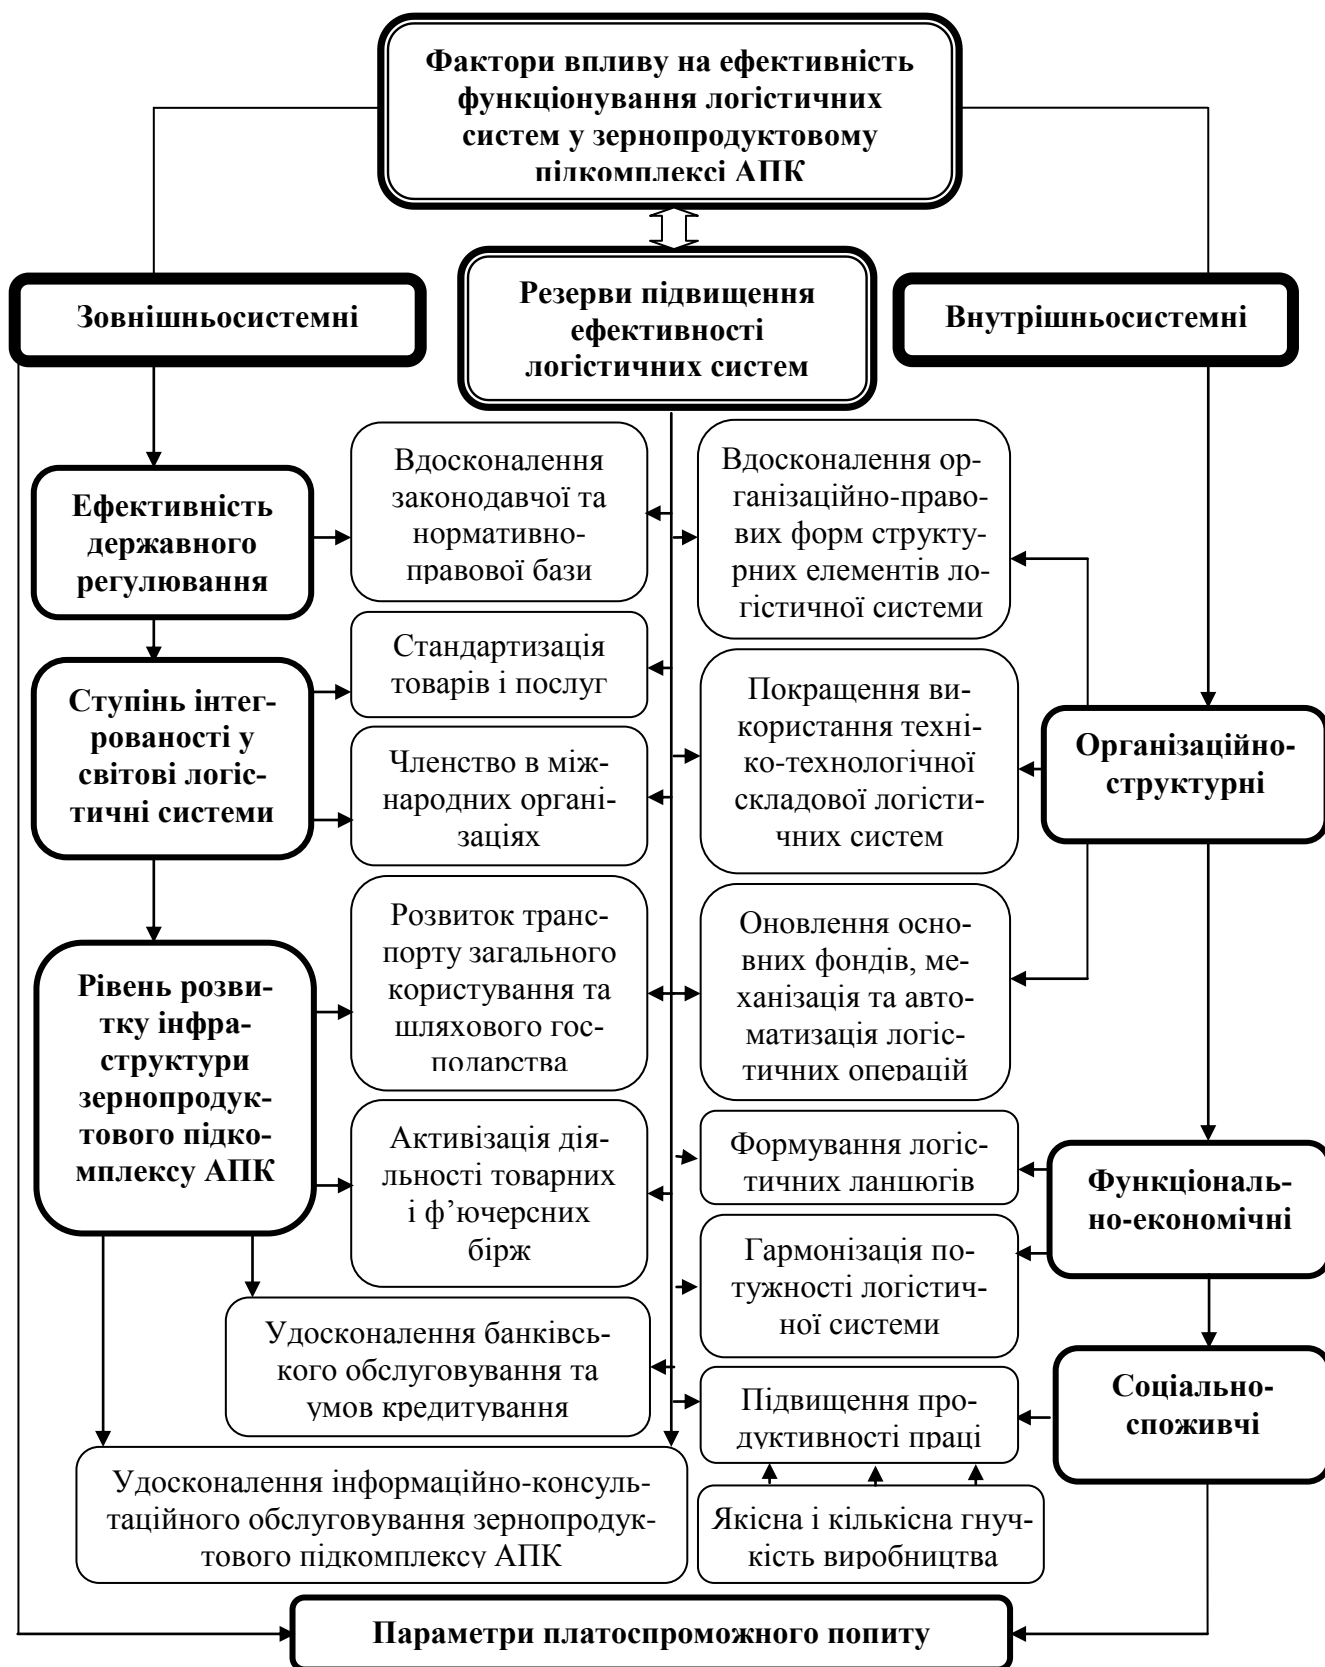 Фактори впливу на ефективність
функціонування логістичних
систем у зернопродуктовому
підкомплексі АПК
Зовнішньосистемні
Резерви підвищення
ефективності
логістичних систем
Внутрішньосистемні
Ефективність
державного
регулювання
Вдосконалення
законодавчої та
нормативно-
правової бази
Вдосконалення ор-
ганізаційно-право-
вих форм структу-
рних елементів ло-
гістичної системи
Ступінь інтег-
рованості у
світові логіс-
тичні системи
Стандартизація
товарів і послуг
Членство в між-
народних органі-
заціях
Покращення ви-
користання техні-
ко-технологічної
складової логісти-
чних систем
Організаційно-
структурні
Рівень розви-
тку інфра-
структури
зернопродук-
тового підко-
мплексу АПК
Розвиток транс-
порту загального
користування та
шляхового гос-
подарства
Оновлення осно-
вних фондів, ме-
ханізація та авто-
матизація логіс-
тичних операцій
Активізація дія-
льності товарних
і ф’ючерсних
бірж
Формування логіс-
тичних ланцюгів
Функціональ-
но-економічні
Гармонізація по-
тужності логістич-
ної системи
Удосконалення банківсь-
кого обслуговування та
умов кредитування
Підвищення про-
дуктивності праці
Соціально-
споживчі
Удосконалення інформаційно-консуль-
таційного обслуговування зернопродук-
тового підкомплексу АПК
Якісна і кількісна гнуч-
кість виробництва
Параметри платоспроможного попиту